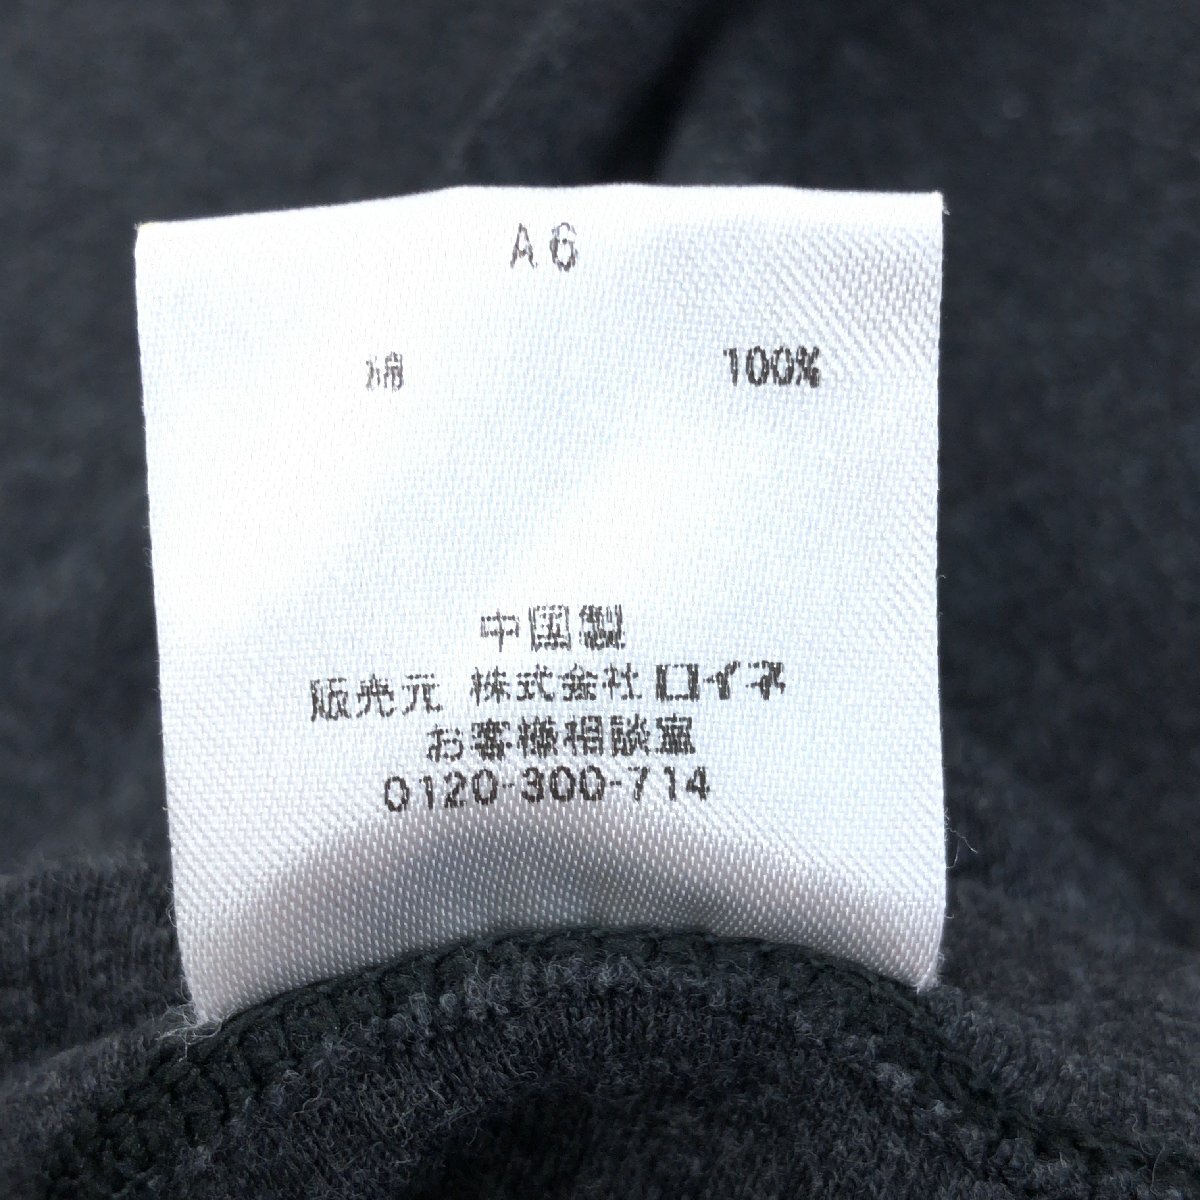 A6
綿 100%
中国製
販売元 株式会社ロイネ
お客様相談室
0120-300-714